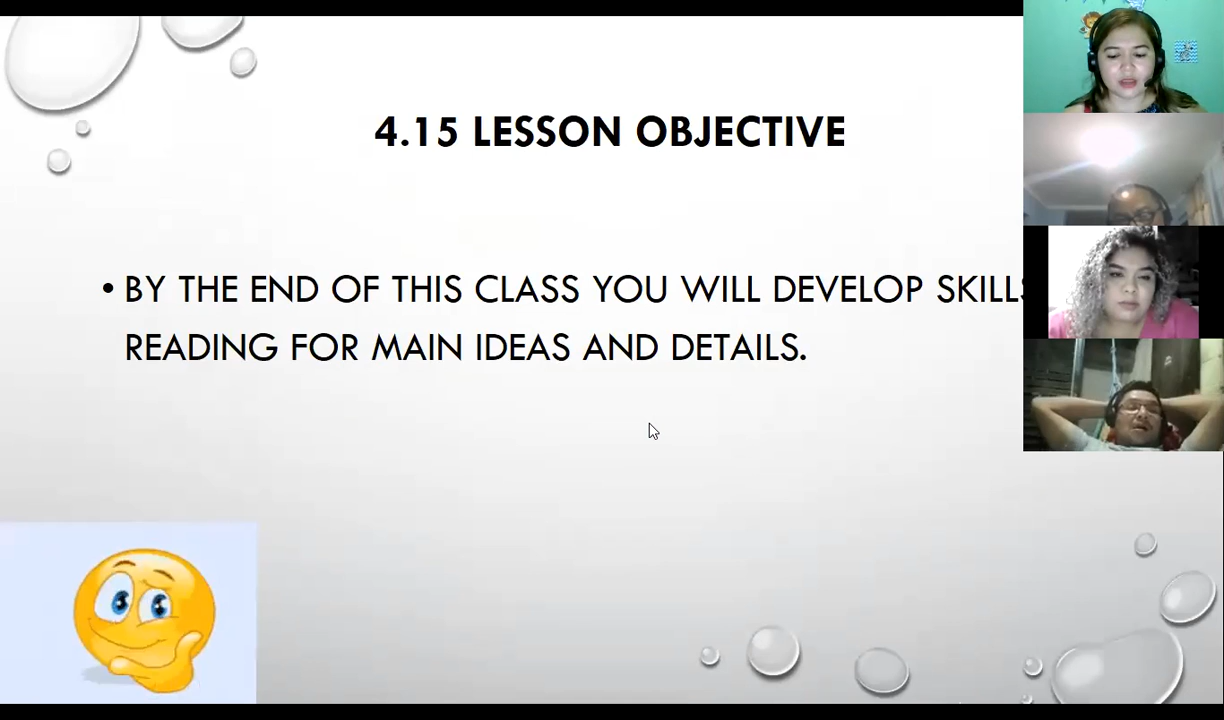 4.15 LESSON OBJECTIVE
• BY THE END OF THIS CLASS YOU WILL DEVELOP SKILLS
READING FOR MAIN IDEAS AND DETAILS.